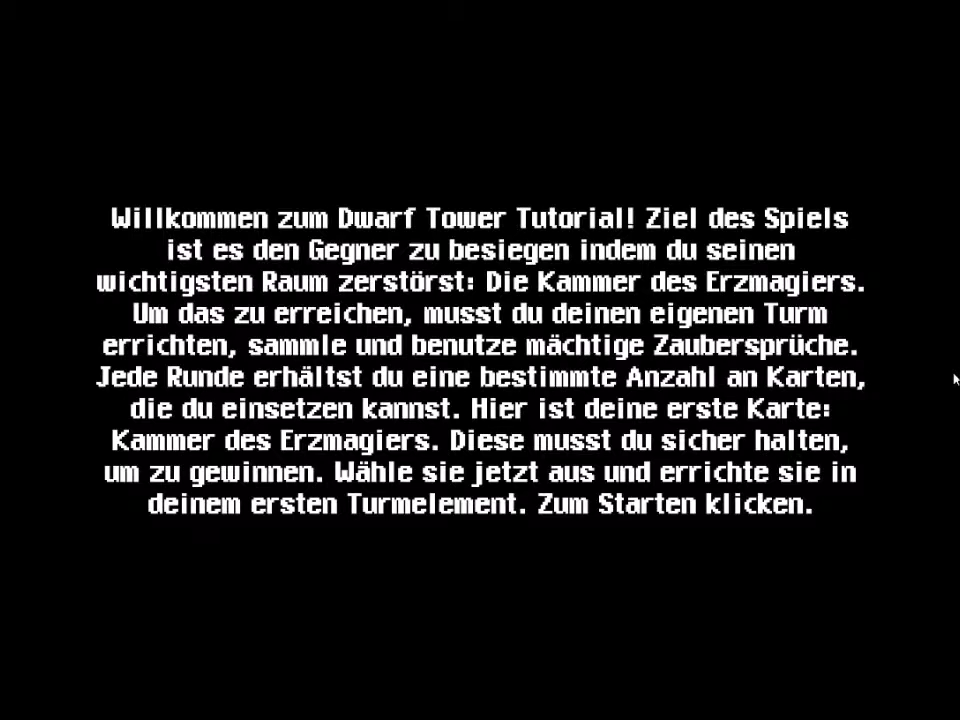 Willkommen zum Dwarf Tower Tutorial! Ziel des Spiels
ist es den Gegner zu besiegen indem du seinen
wichtigsten Raum zerstörst: Die Kammer des Erzmagiers.
Um das zu erreichen, musst du deinen eigenen Turm
errichten, sammle und benutze mächtige Zaubersprüche.
Jede Runde erhältst du eine bestimmte Anzahl an Karten,
die du einsetzen kannst. Hier ist deine erste Karte:
Kammer des Erzmagiers. Diese musst du sicher halten,
um zu gewinnen. Wähle sie jetzt aus und errichte sie in
deinem ersten Turmelement. Zum Starten klicken.